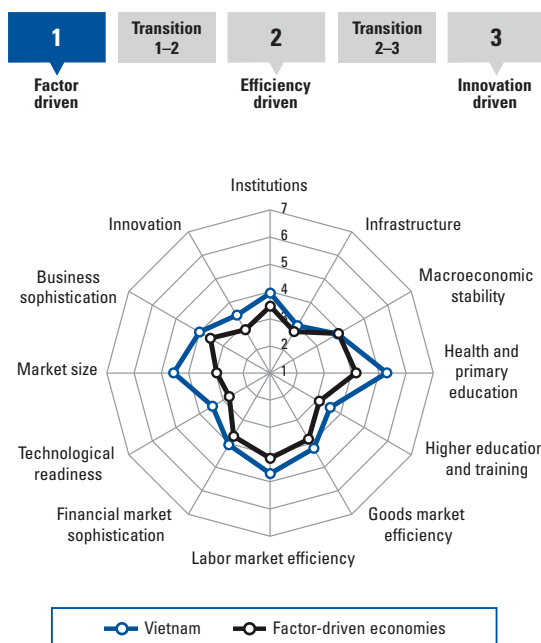 1
Transition
1–2
2
Transition
2–3
3
Factor
driven
Efficiency
driven
Innovation
driven
Institutions
7
6
5
4
3
2
1
Infrastructure
Macroeconomic
stability
Health and
primary
education
Higher education
and training
Goods market
efficiency
Labor market efficiency
Financial market
sophistication
Technological
readiness
Market size
Business
sophistication
Innovation
Vietnam
Factor-driven economies